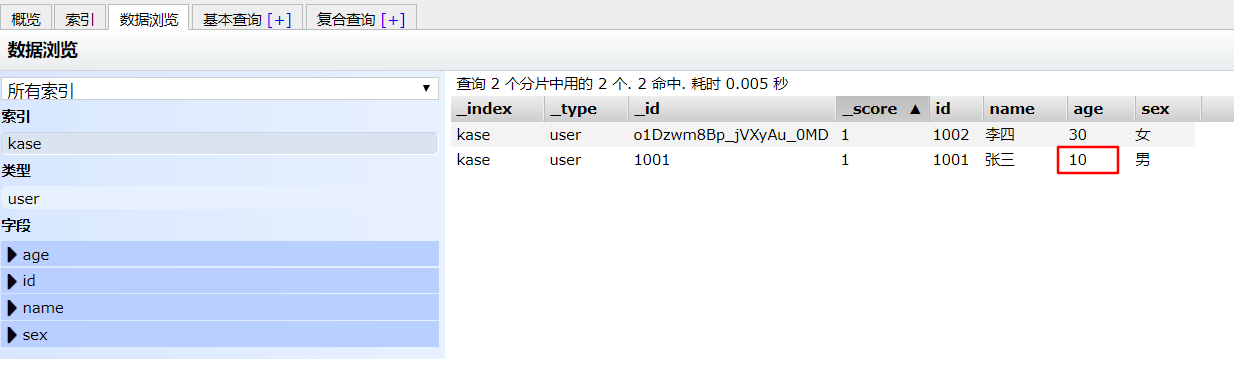 概览 索引 数据浏览 基本查询 [+] 复合查询 [+]
数据浏览
所有索引
索引
kase
类型
user
字段
age
id
name
sex
查询 2 个分片中用的 2 个. 2 命中. 耗时 0.005 秒
_index _type _id _score ▲ id name age sex
kase user o1Dzwm8Bp_jVXyAu_0MD 1 1002 李四 30 女
kase user 1001 1 1001 张三 10 男